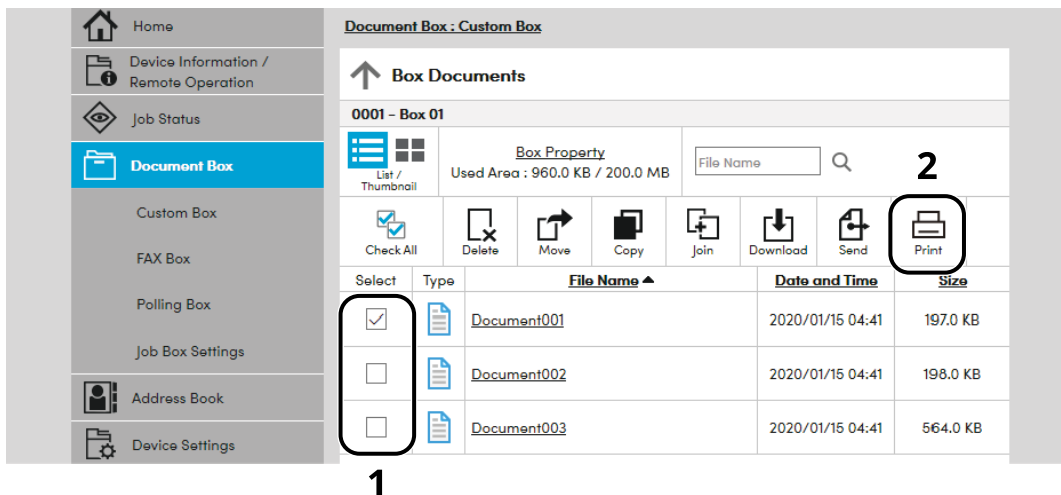 Home
Device Information /
Remote Operation
Job Status
Document Box
Custom Box
FAX Box
Polling Box
Job Box Settings
Address Book
Device Settings
Document Box : Custom Box
Box Documents
0001 - Box 01
List /
Thumbnail
Box Property
Used Area : 960.0 KB / 200.0 MB
File Name
2
Check All
Delete
Move
Copy
Join
Download
Send
Print
Select Type File Name Date and Time Size
Document001 2020/01/15 04:41 197.0 KB
Document002 2020/01/15 04:41 198.0 KB
Document003 2020/01/15 04:41 564.0 KB
1